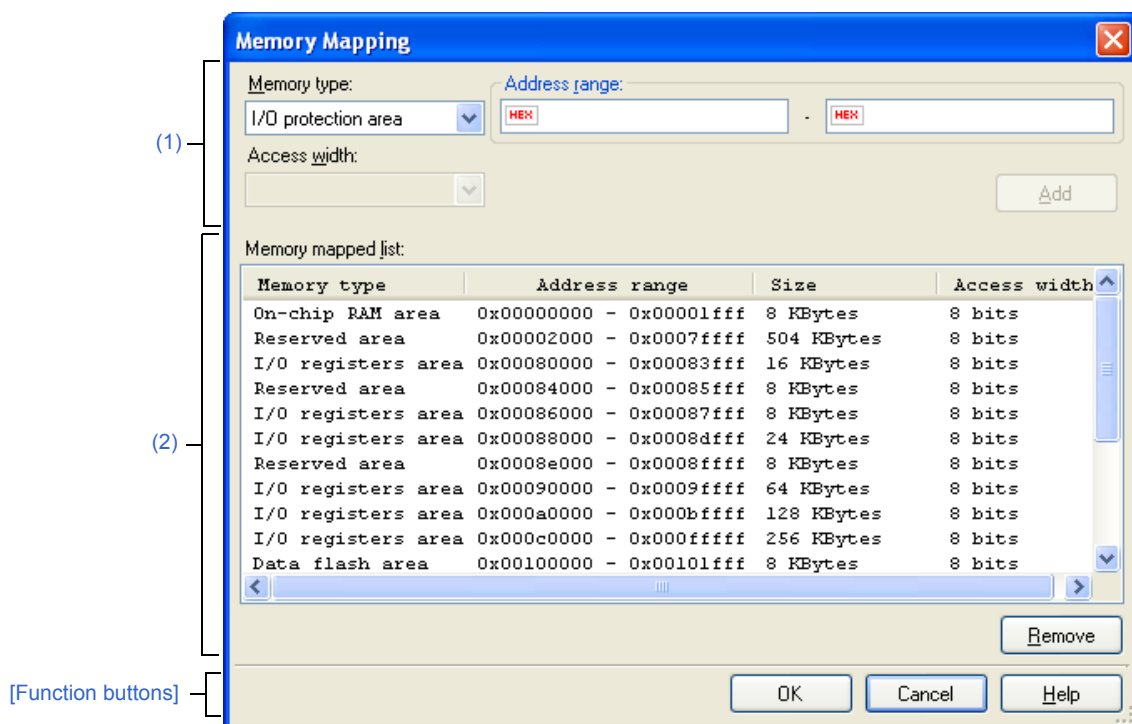 Memory Mapping
Memory type:
Address range:
I/O protection area
HEX
-
HEX
(1)
Access width:
Add
Memory mapped list:
Memory type Address range Size Access width
On-chip RAM area 0x00000000 - 0x00001fff 8 KBytes 8 bits
Reserved area 0x00002000 - 0x0007ffff 504 KBytes 8 bits
I/O registers area 0x00080000 - 0x00083fff 16 KBytes 8 bits
Reserved area 0x00084000 - 0x00085fff 8 KBytes 8 bits
I/O registers area 0x00086000 - 0x00087fff 8 KBytes 8 bits
(2)
I/O registers area 0x00088000 - 0x0008dfff 24 KBytes 8 bits
Reserved area 0x0008e000 - 0x0008ffff 8 KBytes 8 bits
I/O registers area 0x00090000 - 0x0009ffff 64 KBytes 8 bits
I/O registers area 0x000a0000 - 0x000bffff 128 KBytes 8 bits
I/O registers area 0x000c0000 - 0x000fffff 256 KBytes 8 bits
Data flash area 0x00100000 - 0x00101fff 8 KBytes 8 bits
Remove
[Function buttons]
OK Cancel Help